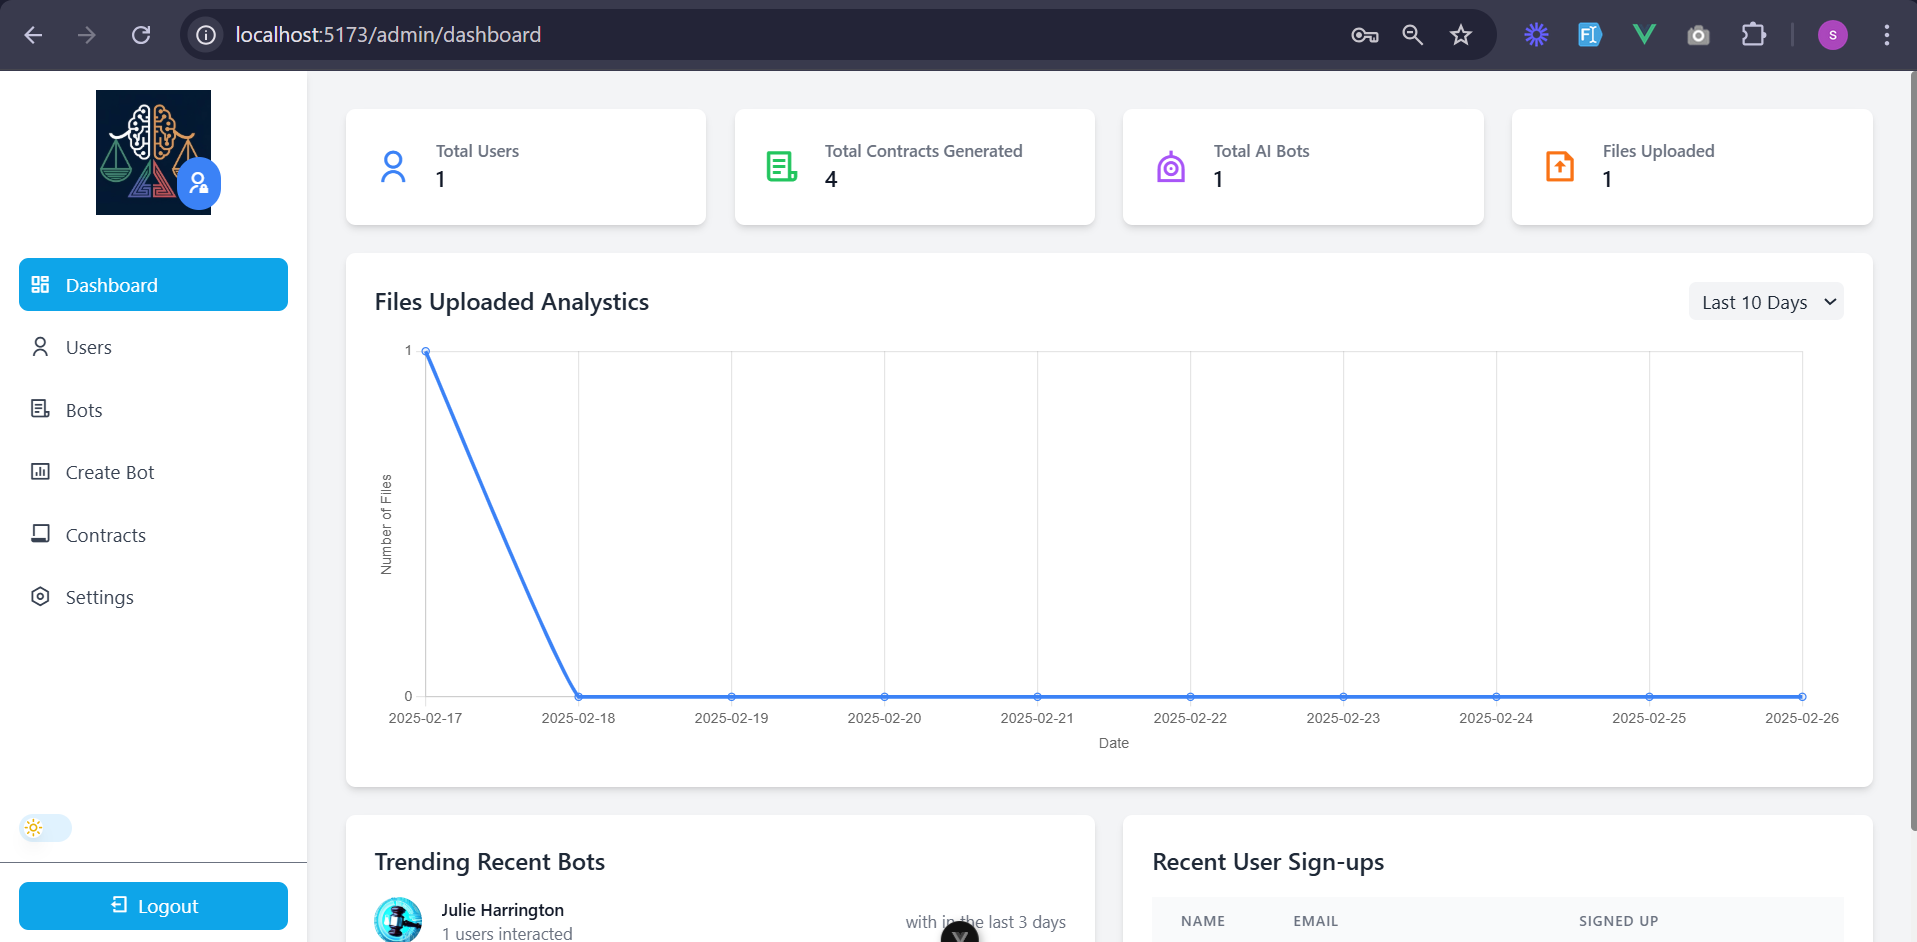 localhost:5173/admin/dashboard
S
Total Users
1
Total Contracts Generated
4
Total AI Bots
1
Files Uploaded
1
Dashboard
Users
Bots
Create Bot
Contracts
Settings
Logout
Files Uploaded Analystics
Last 10 Days
1
0
Number of Files
2025-02-17
2025-02-18
2025-02-19
2025-02-20
2025-02-21
2025-02-22
2025-02-23
2025-02-24
2025-02-25
2025-02-26
Date
Trending Recent Bots
Julie Harrington
1 users interacted
with in the last 3 days
Recent User Sign-ups
NAME
EMAIL
SIGNED UP